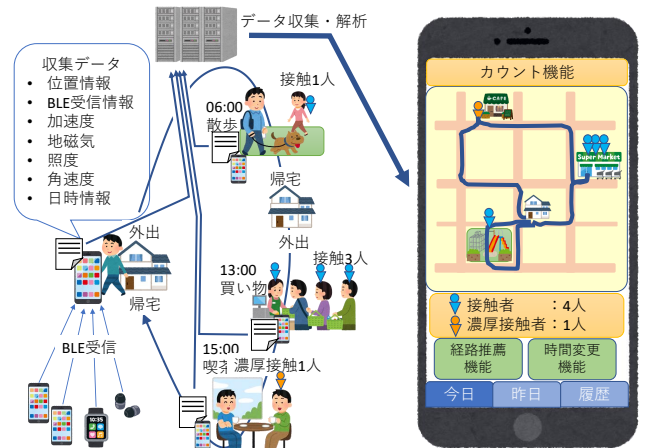 データ収集・解析
収集データ
• 位置情報
• BLE受信情報
• 加速度
• 地磁気
• 照度
• 角速度
• 日時情報
接触1人
06:00
散歩
帰宅
外出
外出
帰宅
13:00
買い物
接触3人
15:00
喫茶
濃厚接触1人
BLE受信
10:35
カウント機能
CAFE
Super Market
接触者 : 4人
濃厚接触者 : 1人
経路推薦
機能
時間変更
機能
今日
昨日
履歴